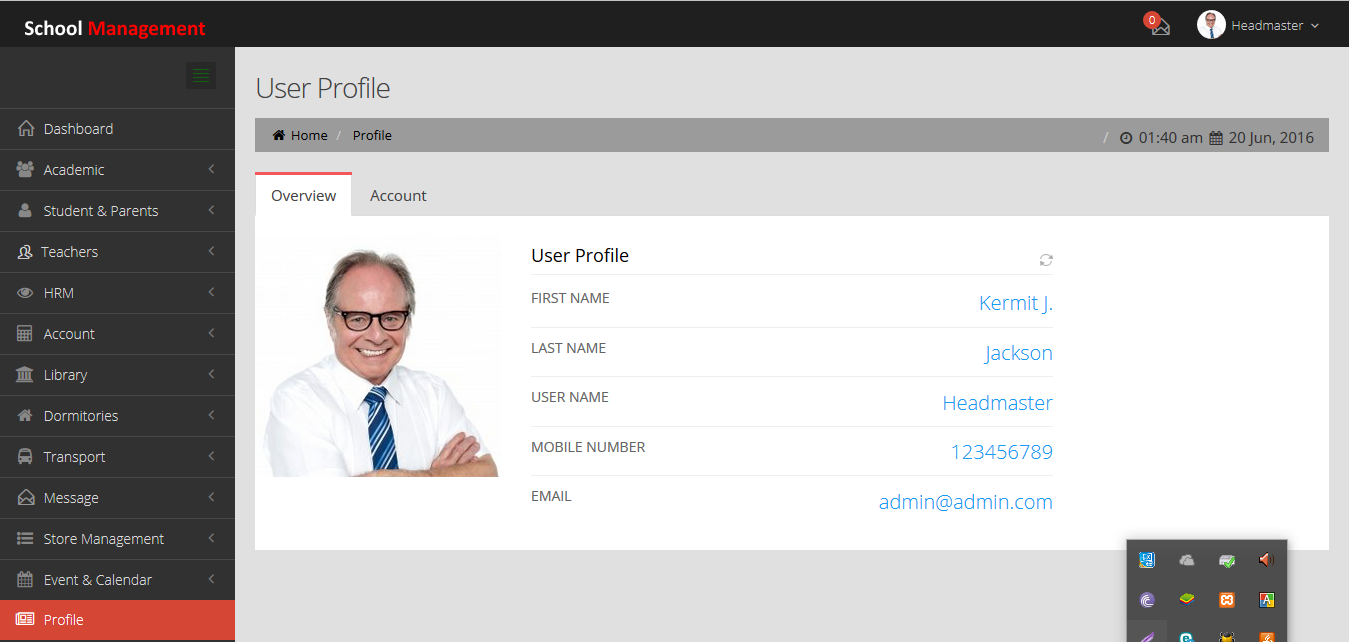 School Management
0
Headmaster
User Profile
Home / Profile
/ 01:40 am 20 Jun, 2016
Dashboard
Academic
Student & Parents
Teachers
HRM
Account
Library
Dormitories
Transport
Message
Store Management
Event & Calendar
Profile
Overview Account
User Profile
FIRST NAME Kermit J.
LAST NAME Jackson
USER NAME Headmaster
MOBILE NUMBER 123456789
EMAIL admin@admin.com